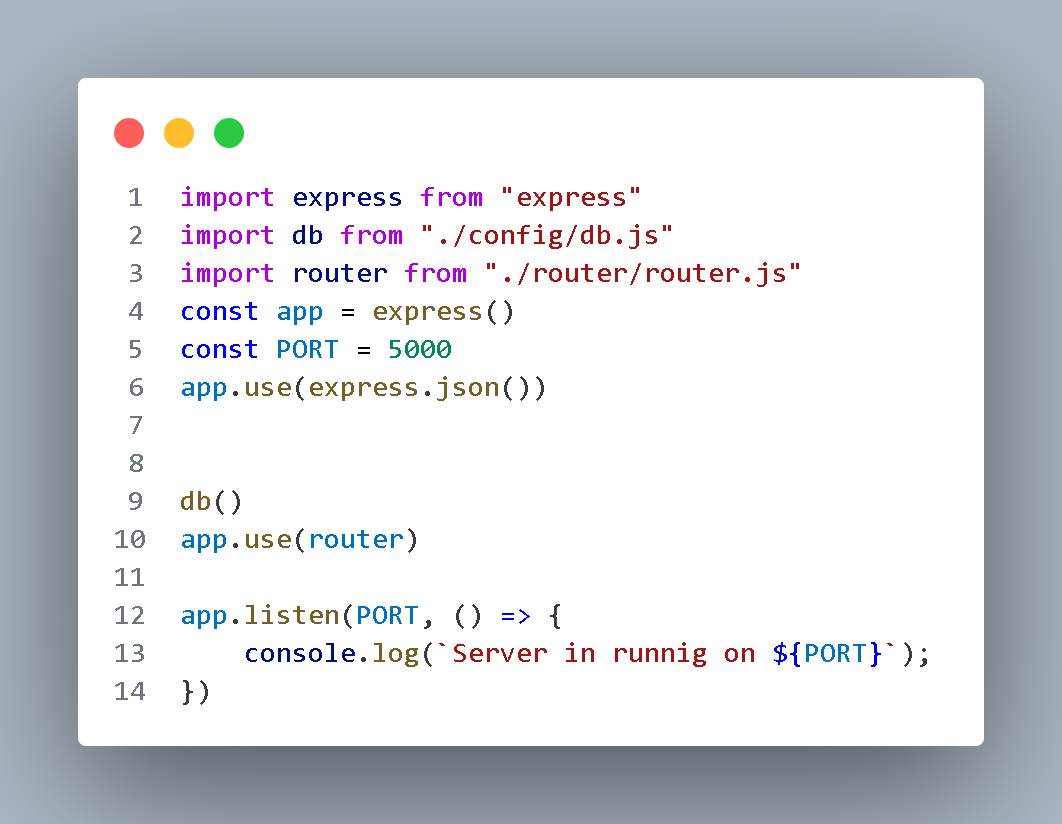 1 import express from "express"
2 import db from "./config/db.js"
3 import router from "./router/router.js"
4 const app = express()
5 const PORT = 5000
6 app.use(express.json())
7
8
9 db()
10 app.use(router)
11
12 app.listen(PORT, () => {
13     console.log(`Server in runnig on ${PORT}`);
14 })